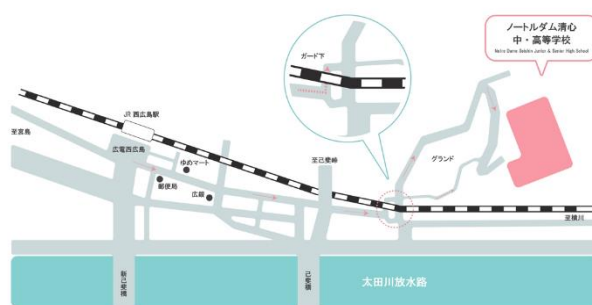 ノートルダム清心
中・高等学校
Notre Dame Seishin Junior & Senior High School
ガード下
JR 西広島駅
至宮島
広電西広島
ゆめマート
郵便局
広銀
至己斐峠
グランド
至横川
新己斐橋
己斐橋
太田川放水路